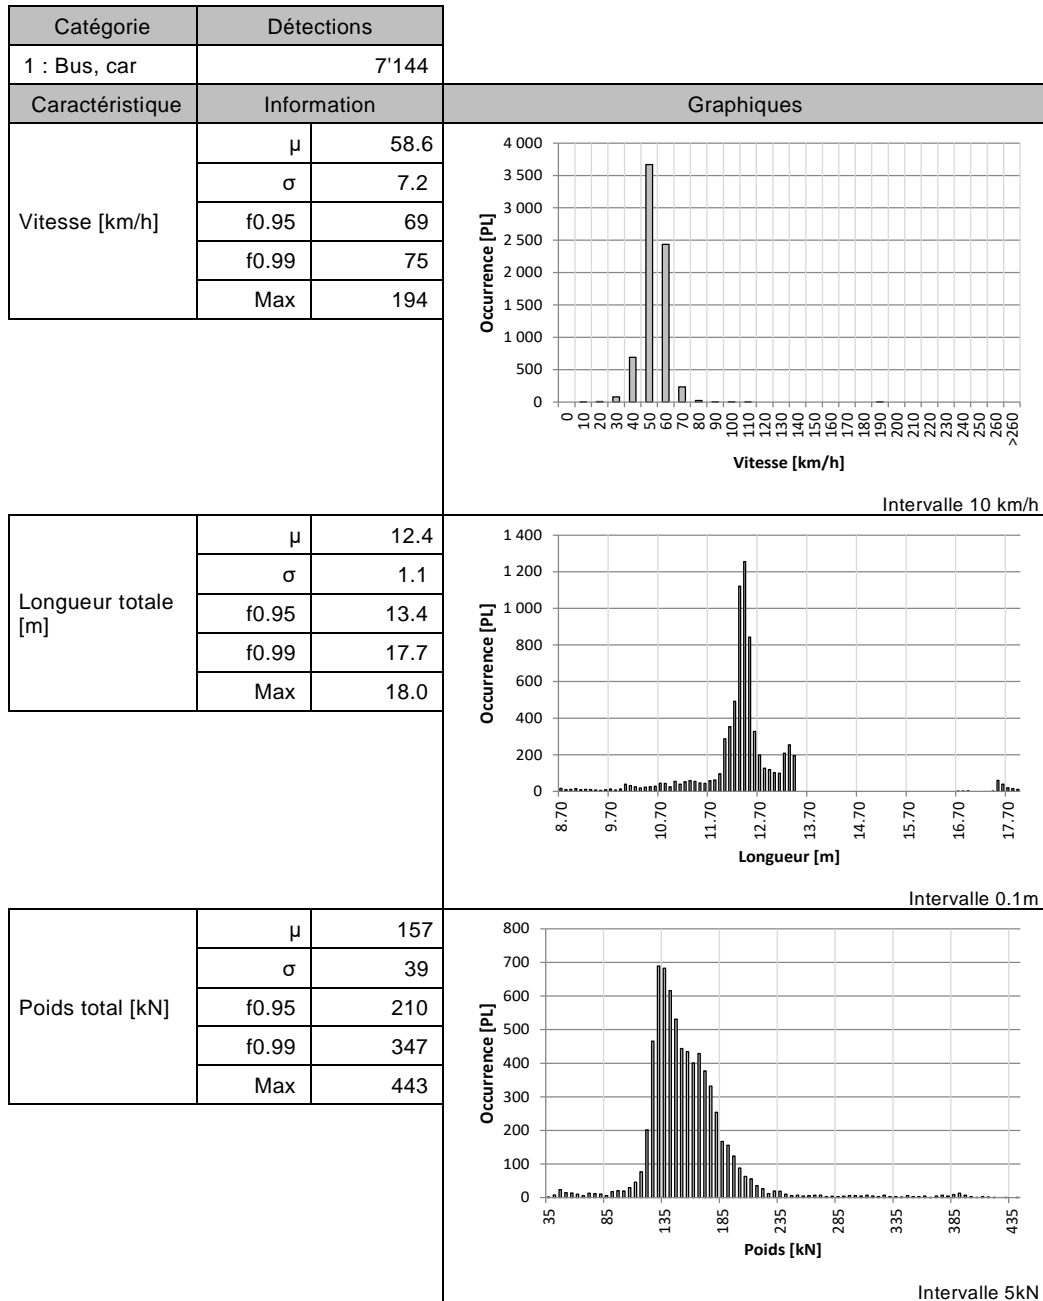 Catégorie Détections
1 : Bus, car 7'144
Caractéristique Information Graphiques
Vitesse [km/h]
µ 58.6
σ 7.2
f0.95 69
f0.99 75
Max 194
4 000
3 500
3 000
2 500
2 000
1 500
1 000
500
0
Occurrence [PL]
0 10 20 30 40 50 60 70 80 90 100 110 120 130 140 150 160 170 180 190 200 210 220 230 240 250 260 >260
Vitesse [km/h]
Intervalle 10 km/h
Longueur totale
[m]
µ 12.4
σ 1.1
f0.95 13.4
f0.99 17.7
Max 18.0
1 400
1 200
1 000
800
600
400
200
0
Occurrence [PL]
8.70 9.70 10.70 11.70 12.70 13.70 14.70 15.70 16.70 17.70
Longueur [m]
Intervalle 0.1m
Poids total [kN]
µ 157
σ 39
f0.95 210
f0.99 347
Max 443
800
700
600
500
400
300
200
100
0
Occurrence [PL]
35 85 135 185 235 285 335 385 435
Poids [kN]
Intervalle 5kN